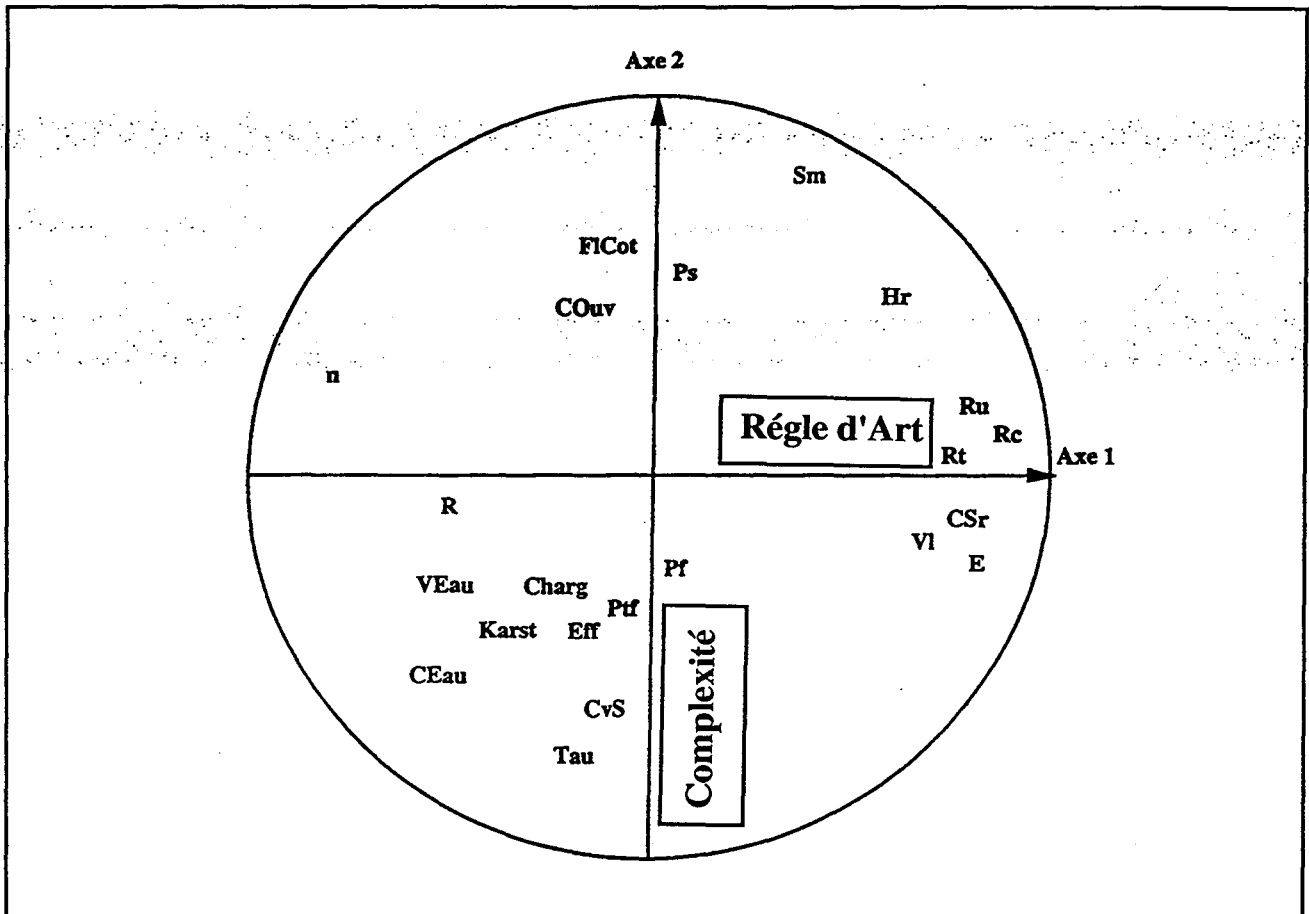 Axe 2
Sm
FlCot
Ps
COuv
Hr
n
Régle d'Art
Ru
Rc
Rt
Axe 1
R
CSr
Vl
E
Pf
VEau
Charg
Ptf
Karst
Eff
CEau
CvS
Tau
Complexité